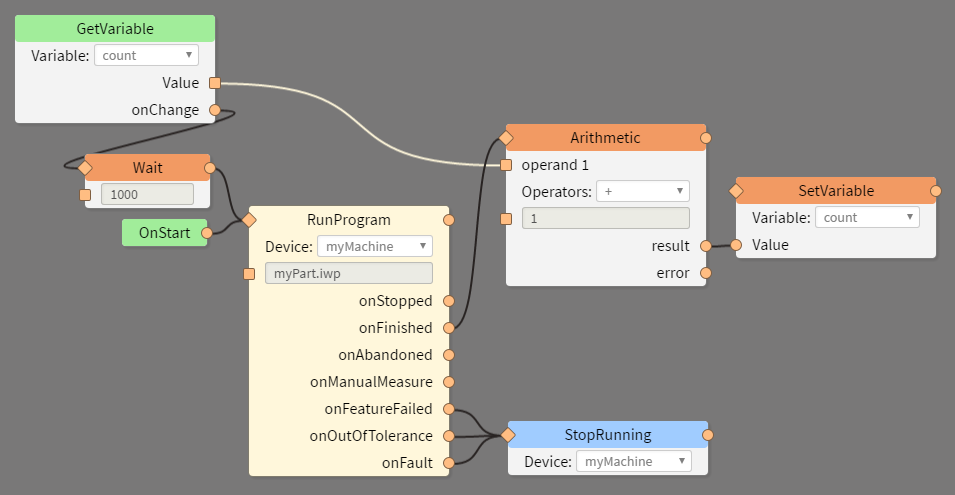 GetVariable
Variable: count
Value
onChange
Wait
1000
OnStart
RunProgram
Device: myMachine
myPart.iwp
onStopped
onFinished
onAbandoned
onManualMeasure
onFeatureFailed
onOutOfTolerance
onFault
Arithmetic
operand 1
Operators: +
1
result
error
SetVariable
Variable: count
Value
StopRunning
Device: myMachine